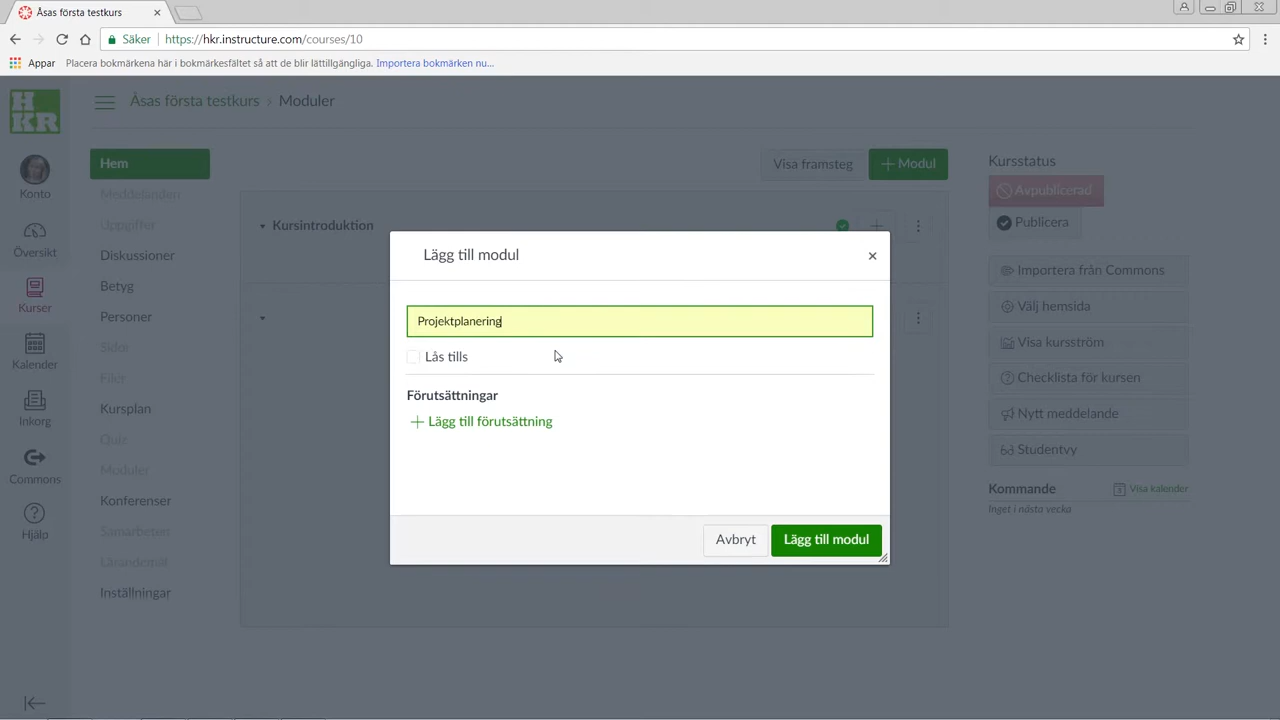 Åsas första testkurs
Säker https://hkr.instructure.com/courses/10
Appar Placera bokmärkena här i bokmärkesfältet så att de blir lättillgängliga. Importera bokmärken nu...
HKR
Åsas första testkurs > Moduler
Konto
Översikt
Kurser
Kalender
Inkorg
Commons
Hjälp
Hem
Meddelanden
Uppgifter
Diskussioner
Betyg
Personer
Sidor
Filer
Kursplan
Quiz
Moduler
Konferenser
Samarbeten
Lärandemål
Inställningar
Visa framsteg
+ Modul
Kursintroduktion
Lägg till modul
Projektplanering
Lås tills
Förutsättningar
+ Lägg till förutsättning
Avbryt
Lägg till modul
Kursstatus
Avpublicerad
Publicera
Importera från Commons
Välj hemsida
Visa kursström
Checklista för kursen
Nytt meddelande
Studentvy
Kommande
Visa kalender
Inget i nästa vecka